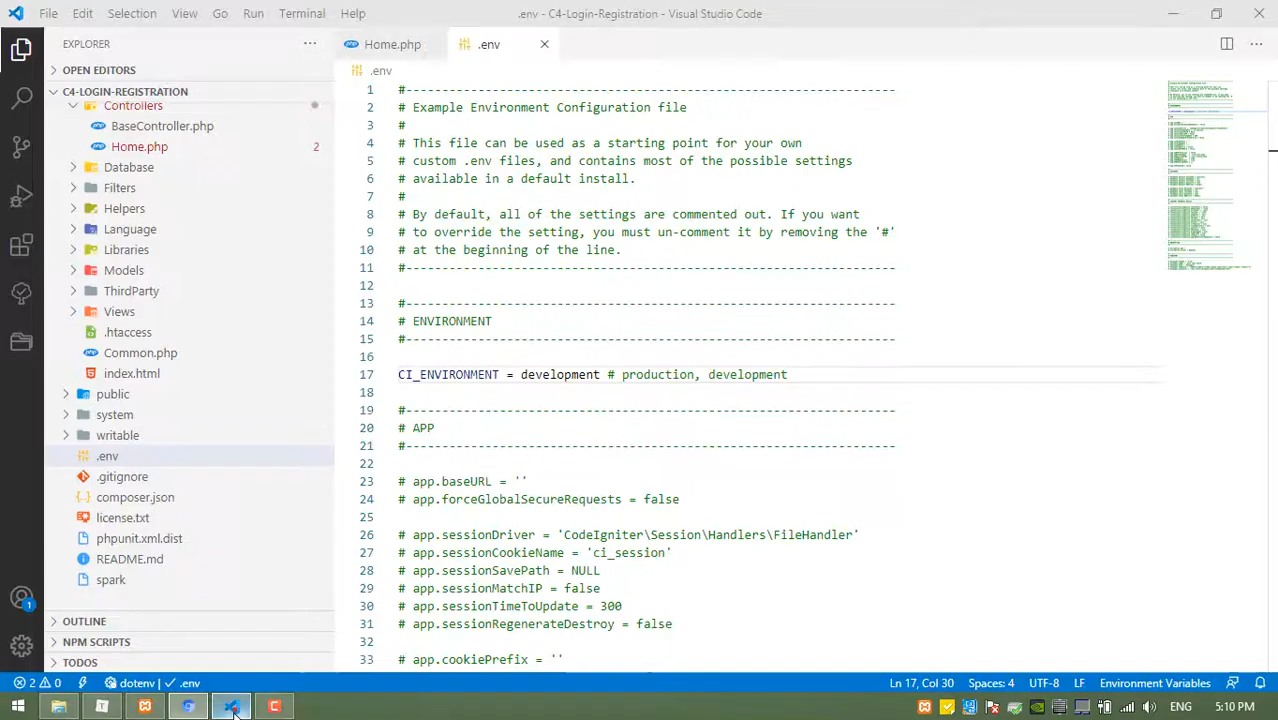 File Edit Selection View Go Run Terminal Help
.env - C4-Login-Registration - Visual Studio Code
EXPLORER
OPEN EDITORS
C4-LOGIN-REGISTRATION
Controllers
BaseController.php
Home.php 2
Database
Filters
Helpers
Language
Libraries
Models
ThirdParty
Views
.htaccess
Common.php
index.html
public
system
writable
.env
.gitignore
composer.json
license.txt
phpunit.xml.dist
README.md
spark
OUTLINE
NPM SCRIPTS
TODOS
Home.php
.env
.env
1 #--------------------------------------------------------------------
2 # Example Environment Configuration file
3 #
4 # This file can be used as a starting point for your own
5 # custom .env files, and contains most of the possible settings
6 # available in a default install.
7 #
8 # By default, all of the settings are commented out. If you want
9 # to override the setting, you must un-comment it by removing the '#'
10 # at the beginning of the line.
11 #--------------------------------------------------------------------
12
13 #--------------------------------------------------------------------
14 # ENVIRONMENT
15 #--------------------------------------------------------------------
16
17 CI_ENVIRONMENT = development # production, development
18
19 #--------------------------------------------------------------------
20 # APP
21 #--------------------------------------------------------------------
22
23 # app.baseURL = ''
24 # app.forceGlobalSecureRequests = false
25
26 # app.sessionDriver = 'CodeIgniter\Session\Handlers\FileHandler'
27 # app.sessionCookieName = 'ci_session'
28 # app.sessionSavePath = NULL
29 # app.sessionMatchIP = false
30 # app.sessionTimeToUpdate = 300
31 # app.sessionRegenerateDestroy = false
32
33 # app.cookiePrefix = ''
1
2 0 dotenv .env
Ln 17, Col 30 Spaces: 4 UTF-8 LF Environment Variables
ENG 5:10 PM